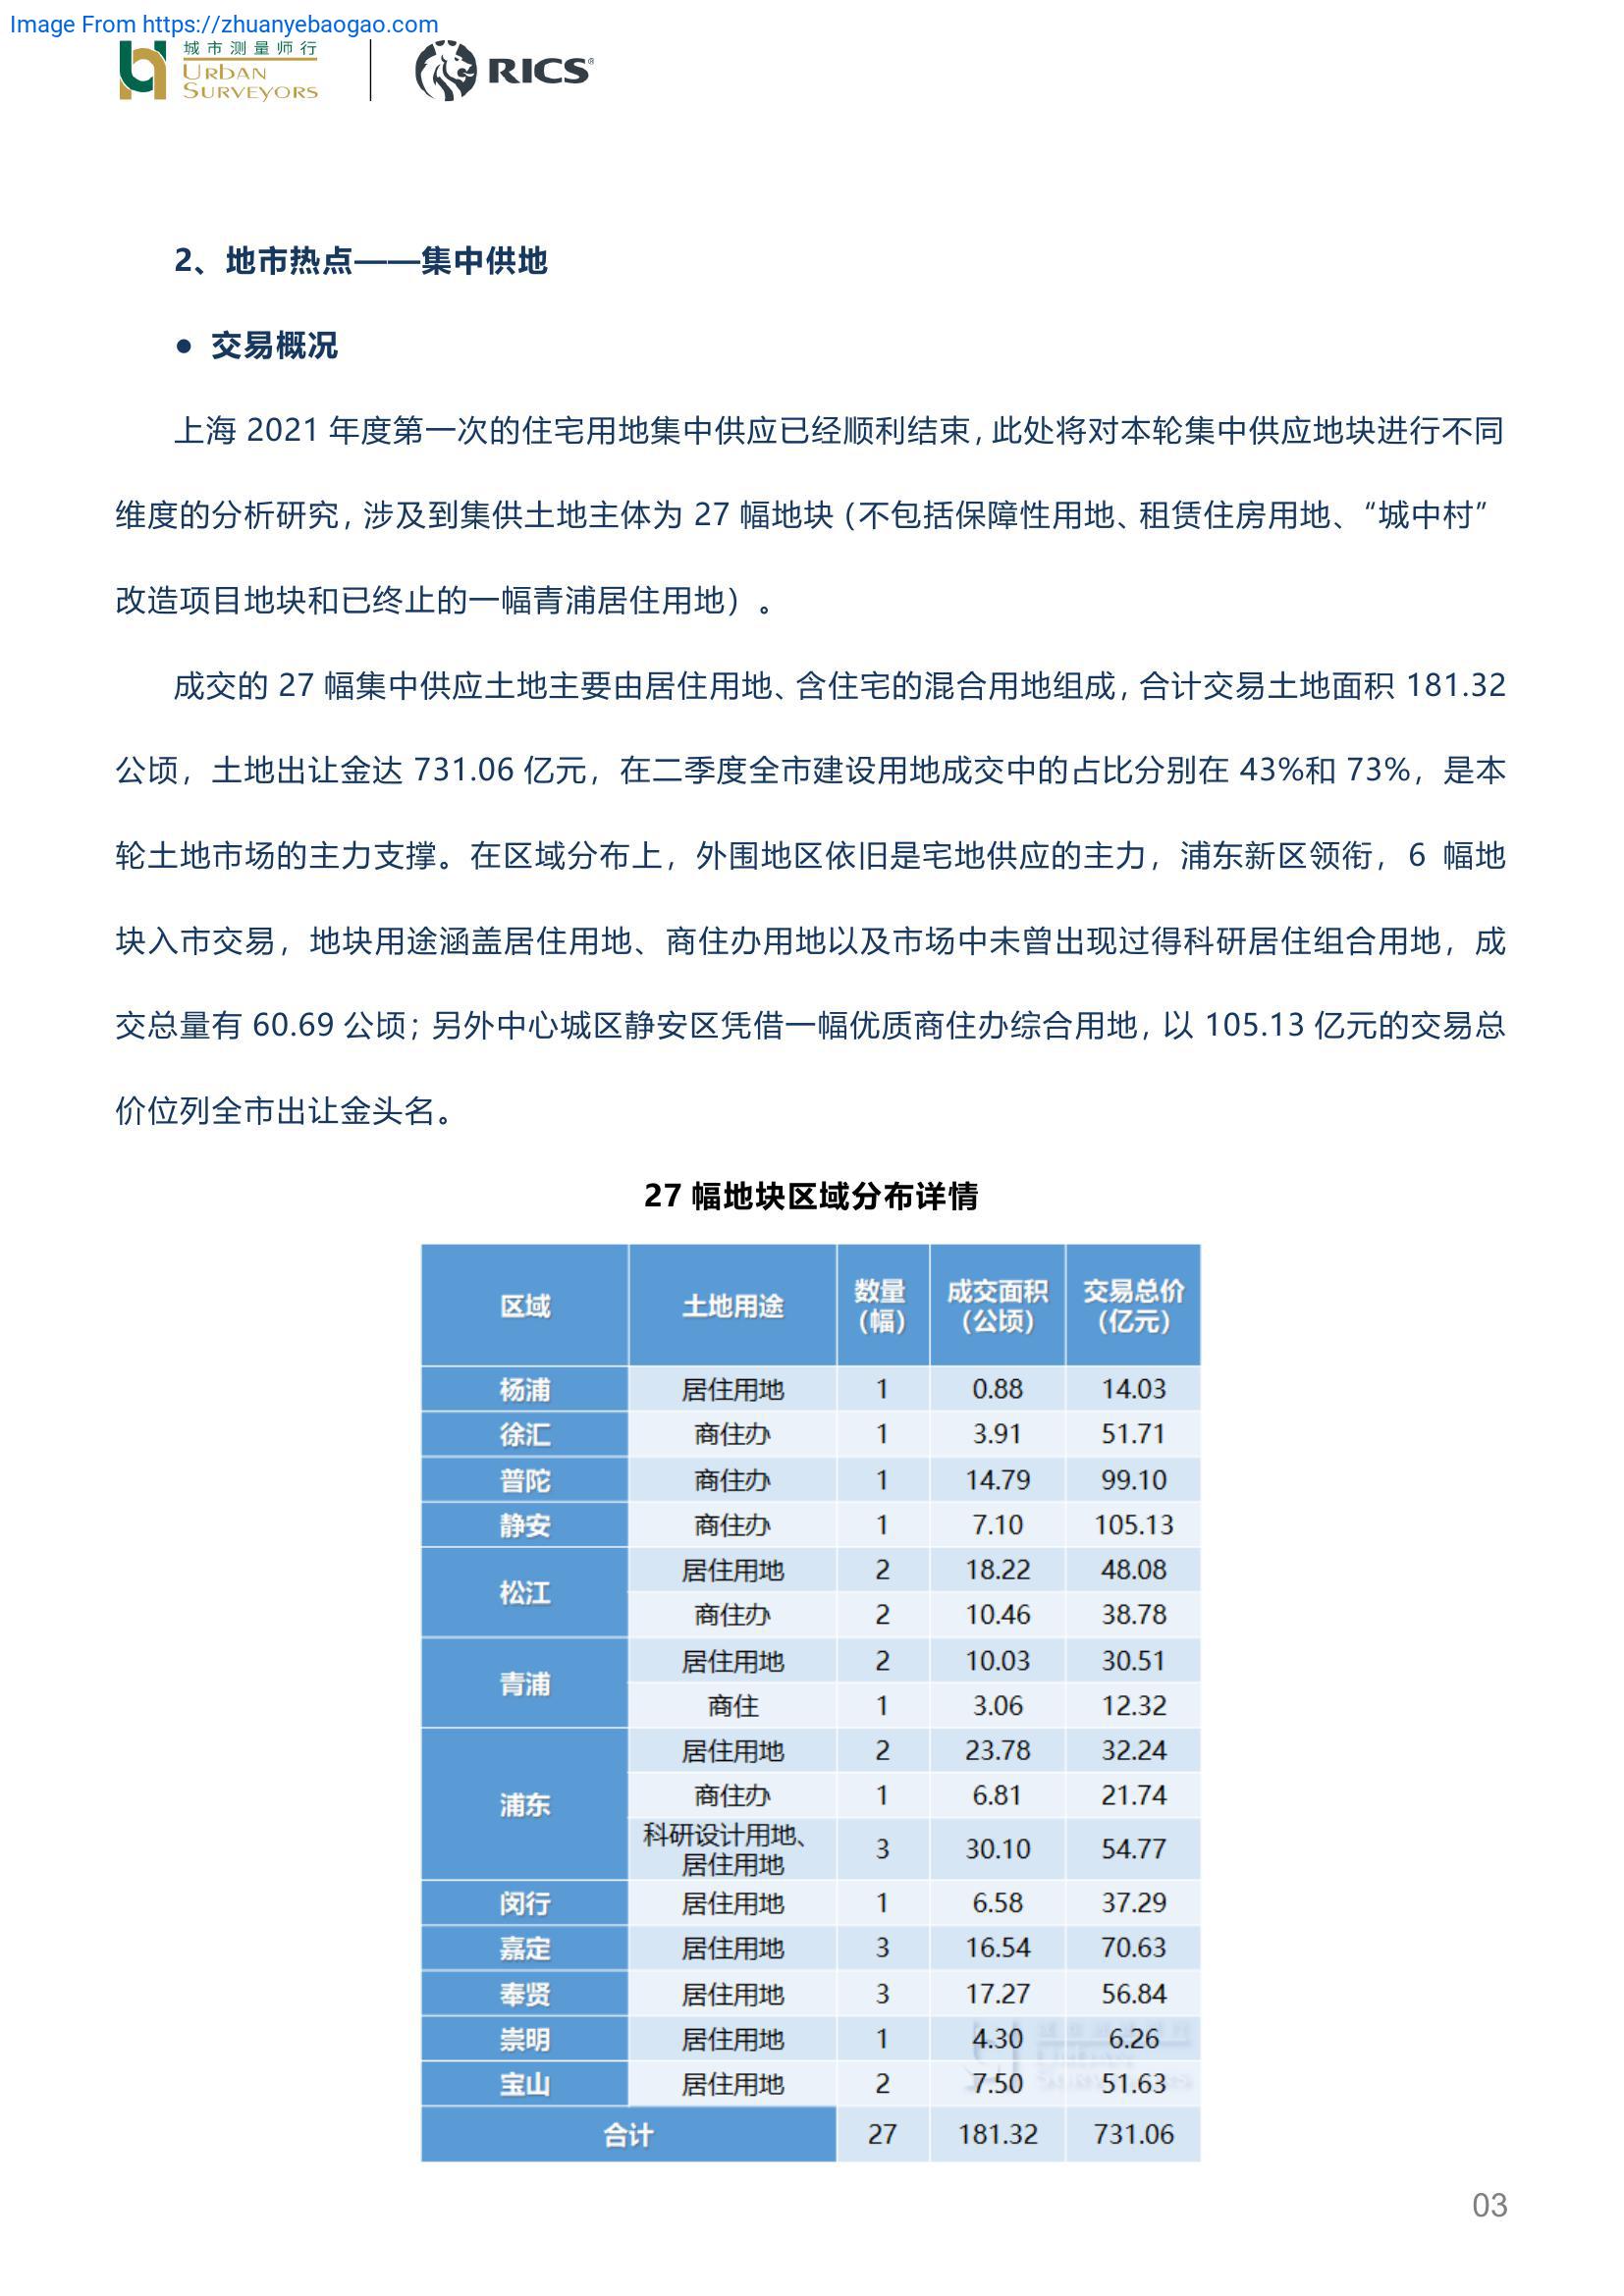 Image From https://zhuanyebaogao.com
城市测量师行
URBAN
SURVEYORS
RICS®
2、地市热点——集中供地
● 交易概况
上海 2021 年度第一次的住宅用地集中供应已经顺利结束，此处将对本轮集中供应地块进行不同
维度的分析研究，涉及到集供土地主体为 27 幅地块（不包括保障性用地、租赁住房用地、“城中村”
改造项目地块和已终止的一幅青浦居住用地）。
成交的 27 幅集中供应土地主要由居住用地、含住宅的混合用地组成，合计交易土地面积 181.32
公顷，土地出让金达 731.06 亿元，在二季度全市建设用地成交中的占比分别在 43%和 73%，是本
轮土地市场的主力支撑。在区域分布上，外围地区依旧是宅地供应的主力，浦东新区领衔，6 幅地
块入市交易，地块用途涵盖居住用地、商住办用地以及市场中未曾出现过得科研居住组合用地，成
交总量有 60.69 公顷；另外中心城区静安区凭借一幅优质商住办综合用地，以 105.13 亿元的交易总
价位列全市出让金头名。
27 幅地块区域分布详情
区域 土地用途 数量（幅） 成交面积（公顷） 交易总价（亿元）
杨浦 居住用地 1 0.88 14.03
徐汇 商住办 1 3.91 51.71
普陀 商住办 1 14.79 99.10
静安 商住办 1 7.10 105.13
松江 居住用地 2 18.22 48.08
商住办 2 10.46 38.78
青浦 居住用地 2 10.03 30.51
商住 1 3.06 12.32
浦东 居住用地 2 23.78 32.24
商住办 1 6.81 21.74
科研设计用地、居住用地 3 30.10 54.77
闵行 居住用地 1 6.58 37.29
嘉定 居住用地 3 16.54 70.63
奉贤 居住用地 3 17.27 56.84
崇明 居住用地 1 4.30 6.26
宝山 居住用地 2 7.50 51.63
合计 27 181.32 731.06
03